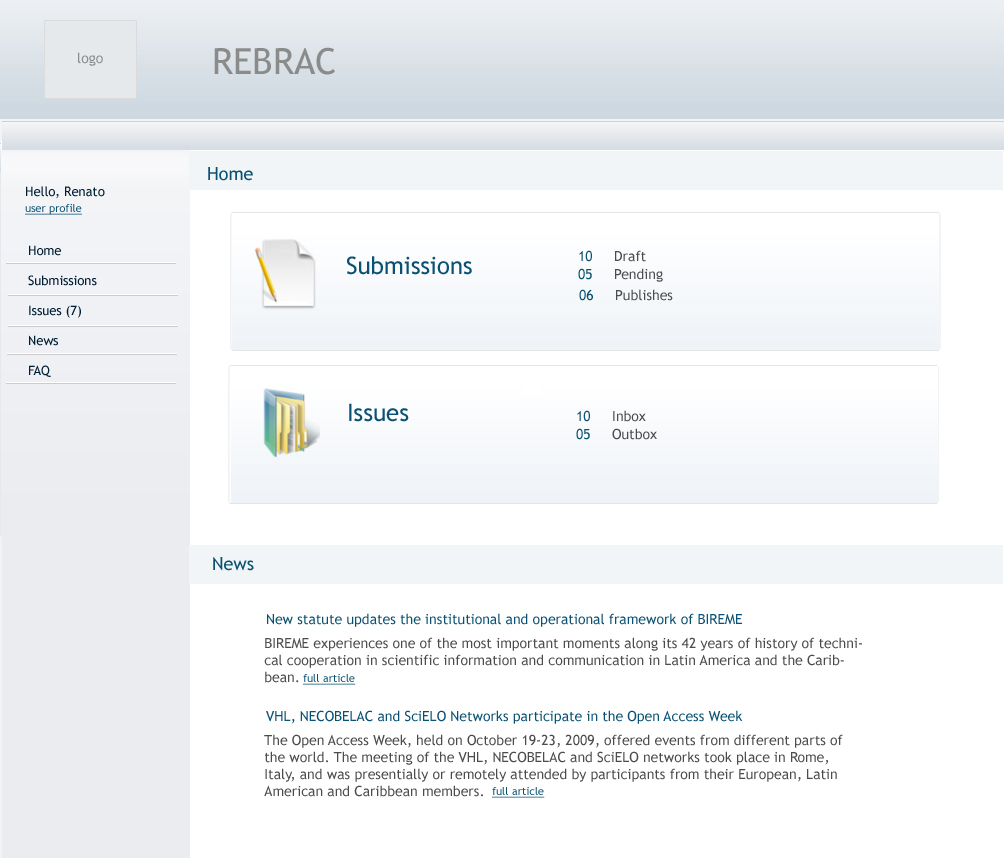 logo
REBRAC
Hello, Renato
user profile
Home
Submissions
Issues (7)
News
FAQ
Home
Submissions
10 Draft
05 Pending
06 Publishes
Issues
10 Inbox
05 Outbox
News
New statute updates the institutional and operational framework of BIREME
BIREME experiences one of the most important moments along its 42 years of history of techni-
cal cooperation in scientific information and communication in Latin America and the Carib-
bean. full article
VHL, NECOBELAC and SciELO Networks participate in the Open Access Week
The Open Access Week, held on October 19-23, 2009, offered events from different parts of
the world. The meeting of the VHL, NECOBELAC and SciELO networks took place in Rome,
Italy, and was presentially or remotely attended by participants from their European, Latin
American and Caribbean members. full article